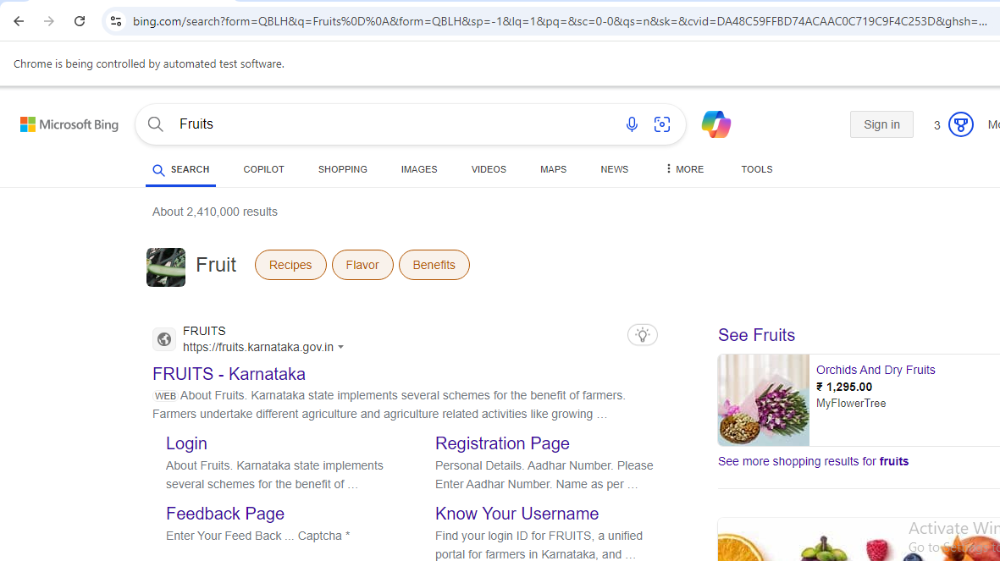 bing.com/search?form=QBLH&q=Fruits%0D%0A&form=QBLH&sp=-1&lq=1&pq=&sc=0-0&qs=n&sk=&cvid=DA48C59FFBD74ACAAC0C719C9F4C253D&ghsh=...
Chrome is being controlled by automated test software.
Microsoft Bing
Fruits
Sign in
3
SEARCH COPILOT SHOPPING IMAGES VIDEOS MAPS NEWS MORE TOOLS
About 2,410,000 results
Fruit Recipes Flavor Benefits
FRUITS
https://fruits.karnataka.gov.in
FRUITS - Karnataka
WEB About Fruits. Karnataka state implements several schemes for the benefit of farmers.
Farmers undertake different agriculture and agriculture related activities like growing …
Login
About Fruits. Karnataka state implements
several schemes for the benefit of …
Registration Page
Personal Details. Aadhar Number. Please
Enter Aadhar Number. Name as per …
Feedback Page
Enter Your Feed Back ... Captcha *
Know Your Username
Find your login ID for FRUITS, a unified
portal for farmers in Karnataka, and …
See Fruits
Orchids And Dry Fruits
₹ 1,295.00
MyFlowerTree
See more shopping results for fruits
Activate Win
Go to Settings to